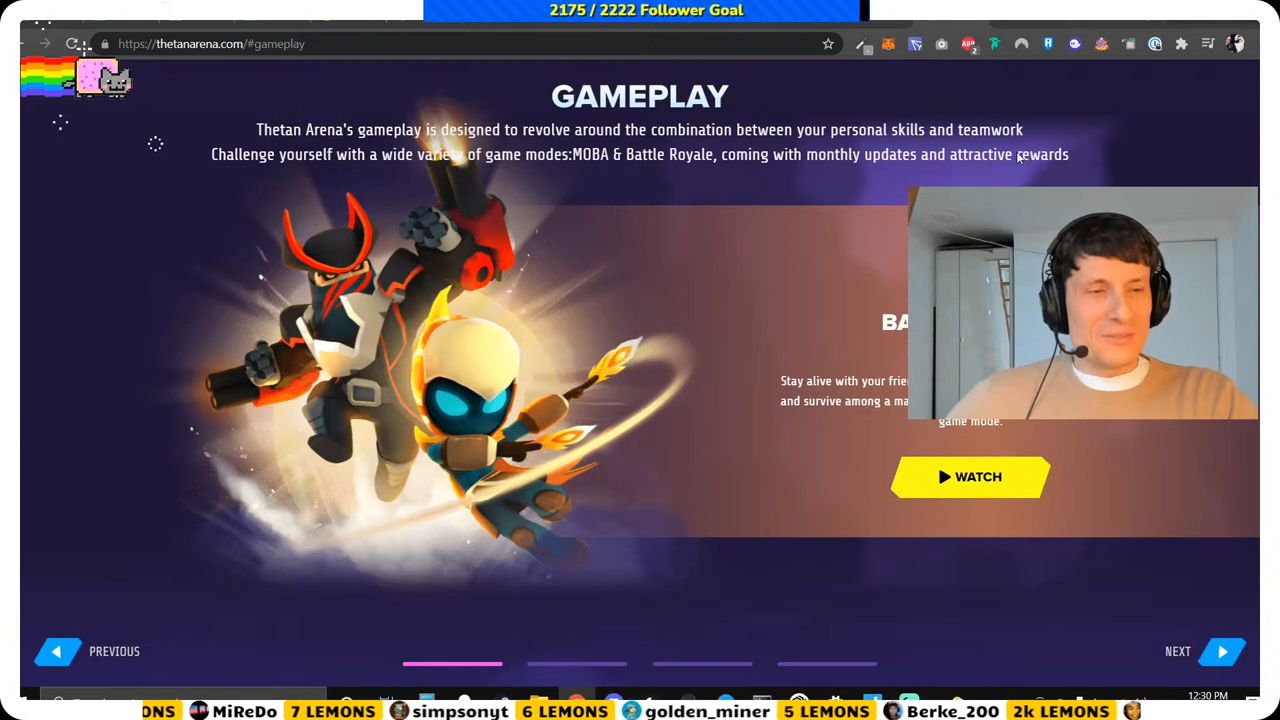 2175 / 2222 Follower Goal
https://thetanarena.com/#gameplay
GAMEPLAY
Thetan Arena's gameplay is designed to revolve around the combination between your personal skills and teamwork
Challenge yourself with a wide variety of game modes:MOBA & Battle Royale, coming with monthly updates and attractive rewards
BA
Stay alive with your frie
and survive among a ma
game mode.
WATCH
PREVIOUS
NEXT
12:30 PM
ONS MiReDo 7 LEMONS simpsonyt 6 LEMONS golden_miner 5 LEMONS Berke_200 2k LEMONS